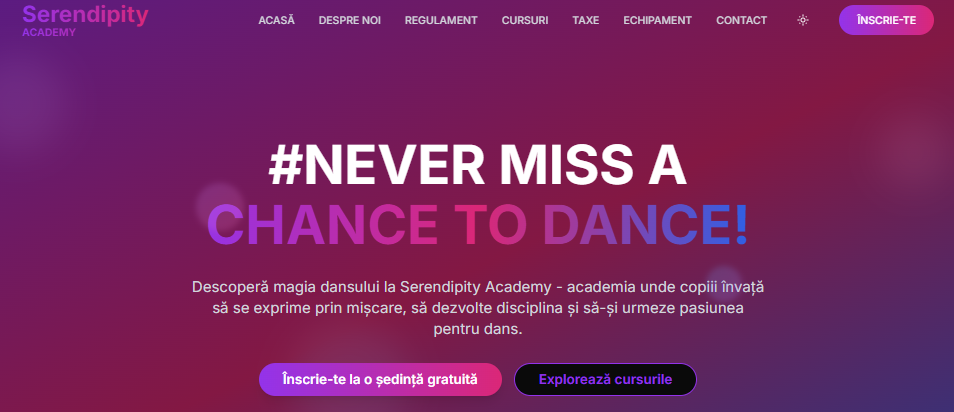 Serendipity
ACADEMY
ACASĂ DESPRE NOI REGULAMENT CURSURI TAXE ECHIPAMENT CONTACT ÎNSCRIE-TE
#NEVER MISS A
CHANCE TO DANCE!
Descoperă magia dansului la Serendipity Academy - academia unde copiii învață
să se exprime prin mișcare, să dezvolte disciplina și să-și urmeze pasiunea
pentru dans.
Înscrie-te la o ședință gratuită Explorează cursurile